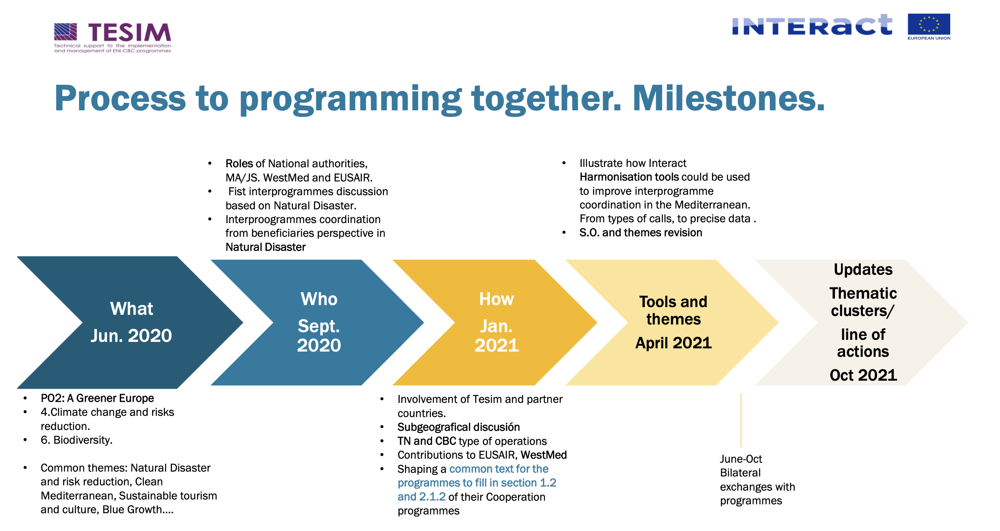 TESIM
Technical support to the implementation
and management of ENI CBC programmes
INTERact
EUROPEAN UNION
Process to programming together. Milestones.
• Roles of National authorities,
MA/JS. WestMed and EUSAIR.
• Fist interprogrammes discussion
based on Natural Disaster.
• Interproogrammes coordination
from beneficiaries perspective in
Natural Disaster
• Illustrate how Interact
Harmonisation tools could be used
to improve interprogramme
coordination in the Mediterranean.
From types of calls, to precise data .
• S.O. and themes revision
What
Jun. 2020
Who
Sept.
2020
How
Jan.
2021
Tools and
themes
April 2021
Updates
Thematic
clusters/
line of
actions
Oct 2021
• PO2: A Greener Europe
• 4.Climate change and risks
reduction.
• 6. Biodiversity.
• Common themes: Natural Disaster
and risk reduction, Clean
Mediterranean, Sustainable tourism
and culture, Blue Growth....
• Involvement of Tesim and partner
countries.
• Subgeografical discusión
• TN and CBC type of operations
• Contributions to EUSAIR, WestMed
• Shaping a common text for the
programmes to fill in section 1.2
and 2.1.2 of their Cooperation
programmes
June-Oct
Bilateral
exchanges with
programmes